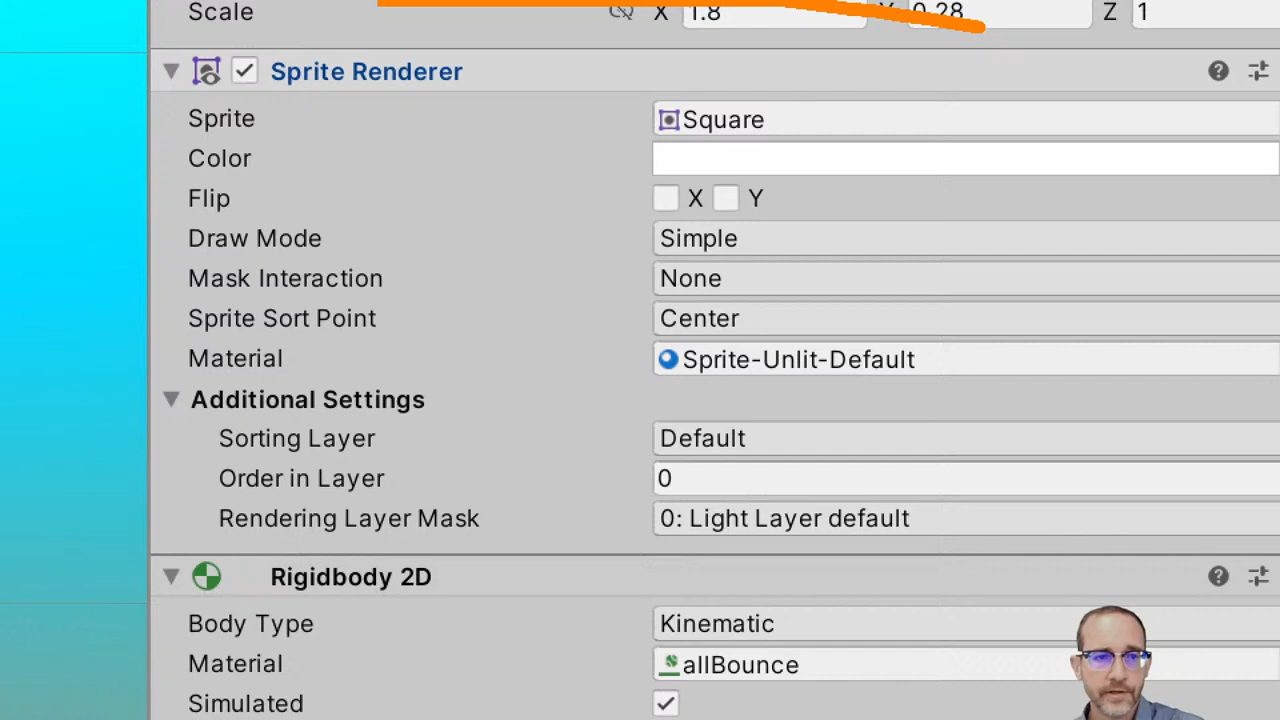 Scale X 1.8 Y 0.28 Z 1
Sprite Renderer
Sprite Square
Color
Flip X Y
Draw Mode Simple
Mask Interaction None
Sprite Sort Point Center
Material Sprite-Unlit-Default
Additional Settings
Sorting Layer Default
Order in Layer 0
Rendering Layer Mask 0: Light Layer default
Rigidbody 2D
Body Type Kinematic
Material allBounce
Simulated